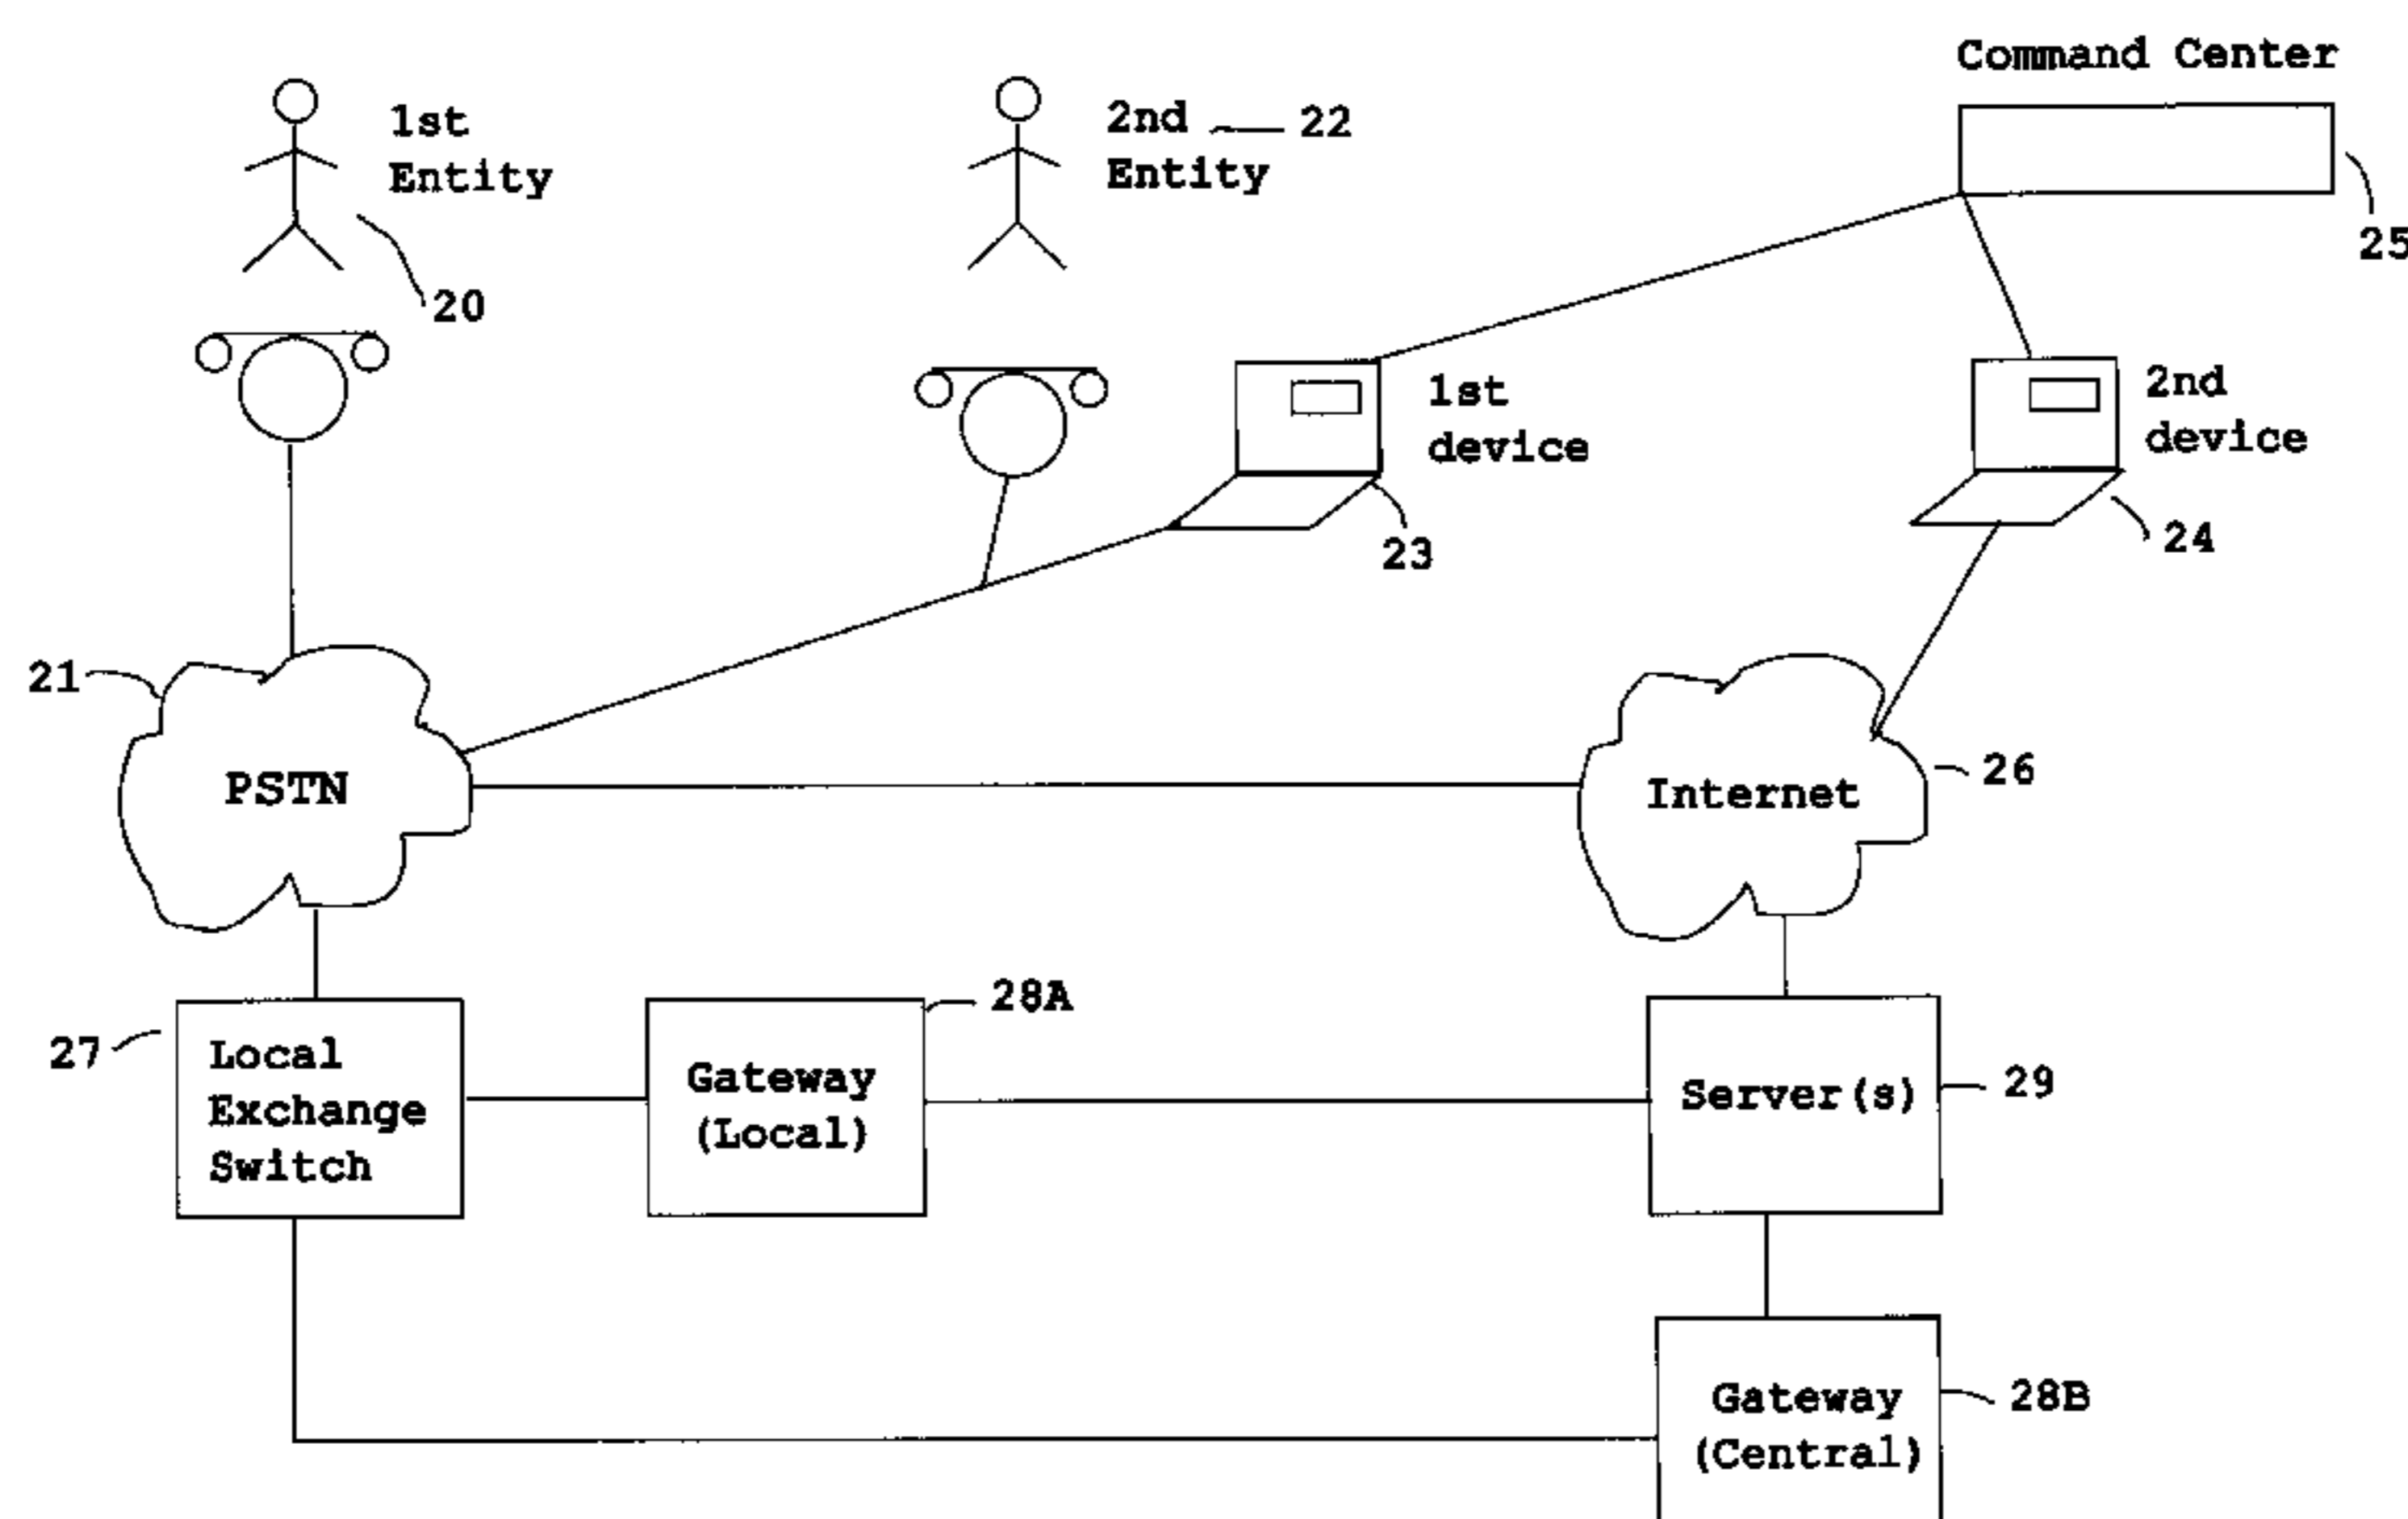 Command Center
1st
Entity
2nd
Entity
22
25
20
1st
device
2nd
device
23
24
21
PSTN
Internet
26
27
Local
Exchange
Switch
Gateway
(Local)
28A
Server(s)
29
Gateway
(Central)
28B